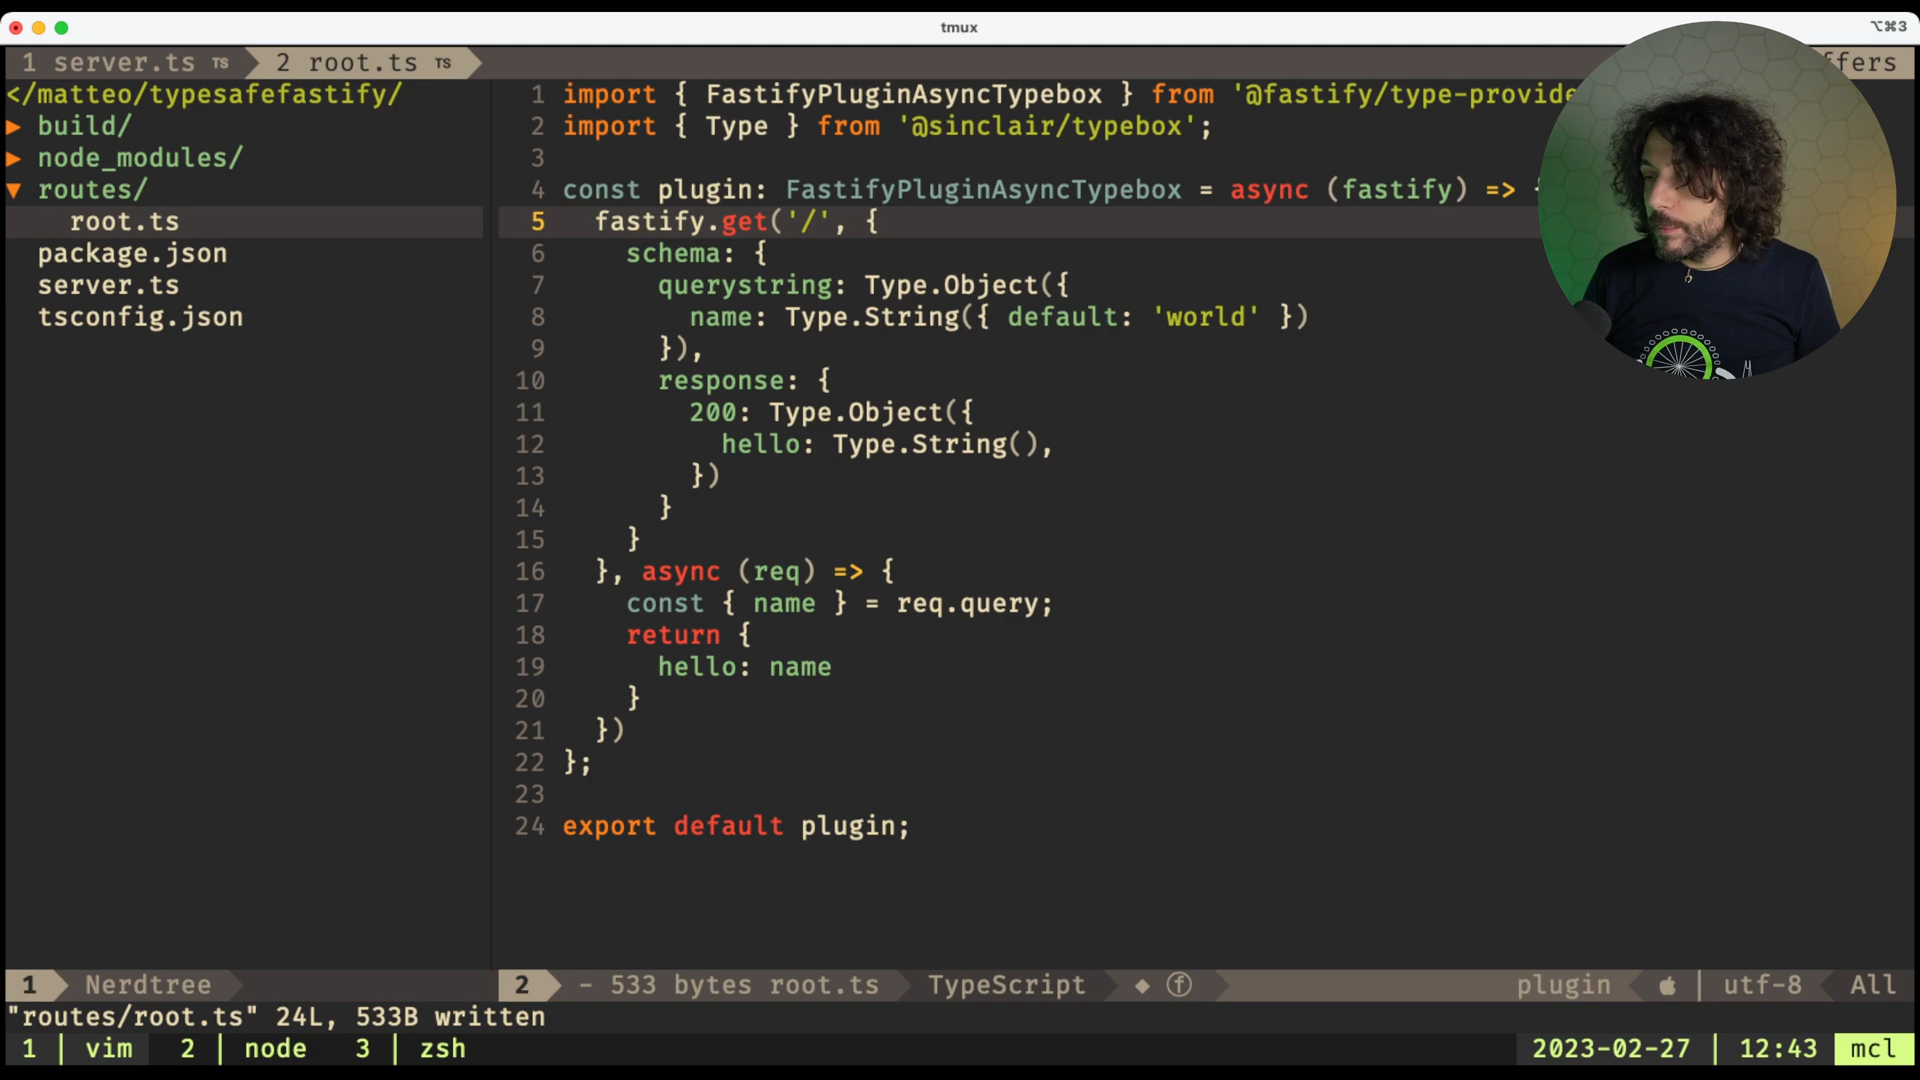 tmux
⌥⌘3
1 server.ts TS 2 root.ts TS ffers
</matteo/typesafefastify/
▸ build/
▸ node_modules/
▾ routes/
root.ts
package.json
server.ts
tsconfig.json
1 import { FastifyPluginAsyncTypebox } from '@fastify/type-provide
2 import { Type } from '@sinclair/typebox';
3
4 const plugin: FastifyPluginAsyncTypebox = async (fastify) => {
5 fastify.get('/', {
6 schema: {
7 querystring: Type.Object({
8 name: Type.String({ default: 'world' })
9 }),
10 response: {
11 200: Type.Object({
12 hello: Type.String(),
13 })
14 }
15 }
16 }, async (req) => {
17 const { name } = req.query;
18 return {
19 hello: name
20 }
21 })
22 };
23
24 export default plugin;
1 Nerdtree
2 - 533 bytes root.ts TypeScript ◆ ⓕ plugin | utf-8 All
"routes/root.ts" 24L, 533B written
1 | vim 2 | node 3 | zsh 2023-02-27 | 12:43 mcl